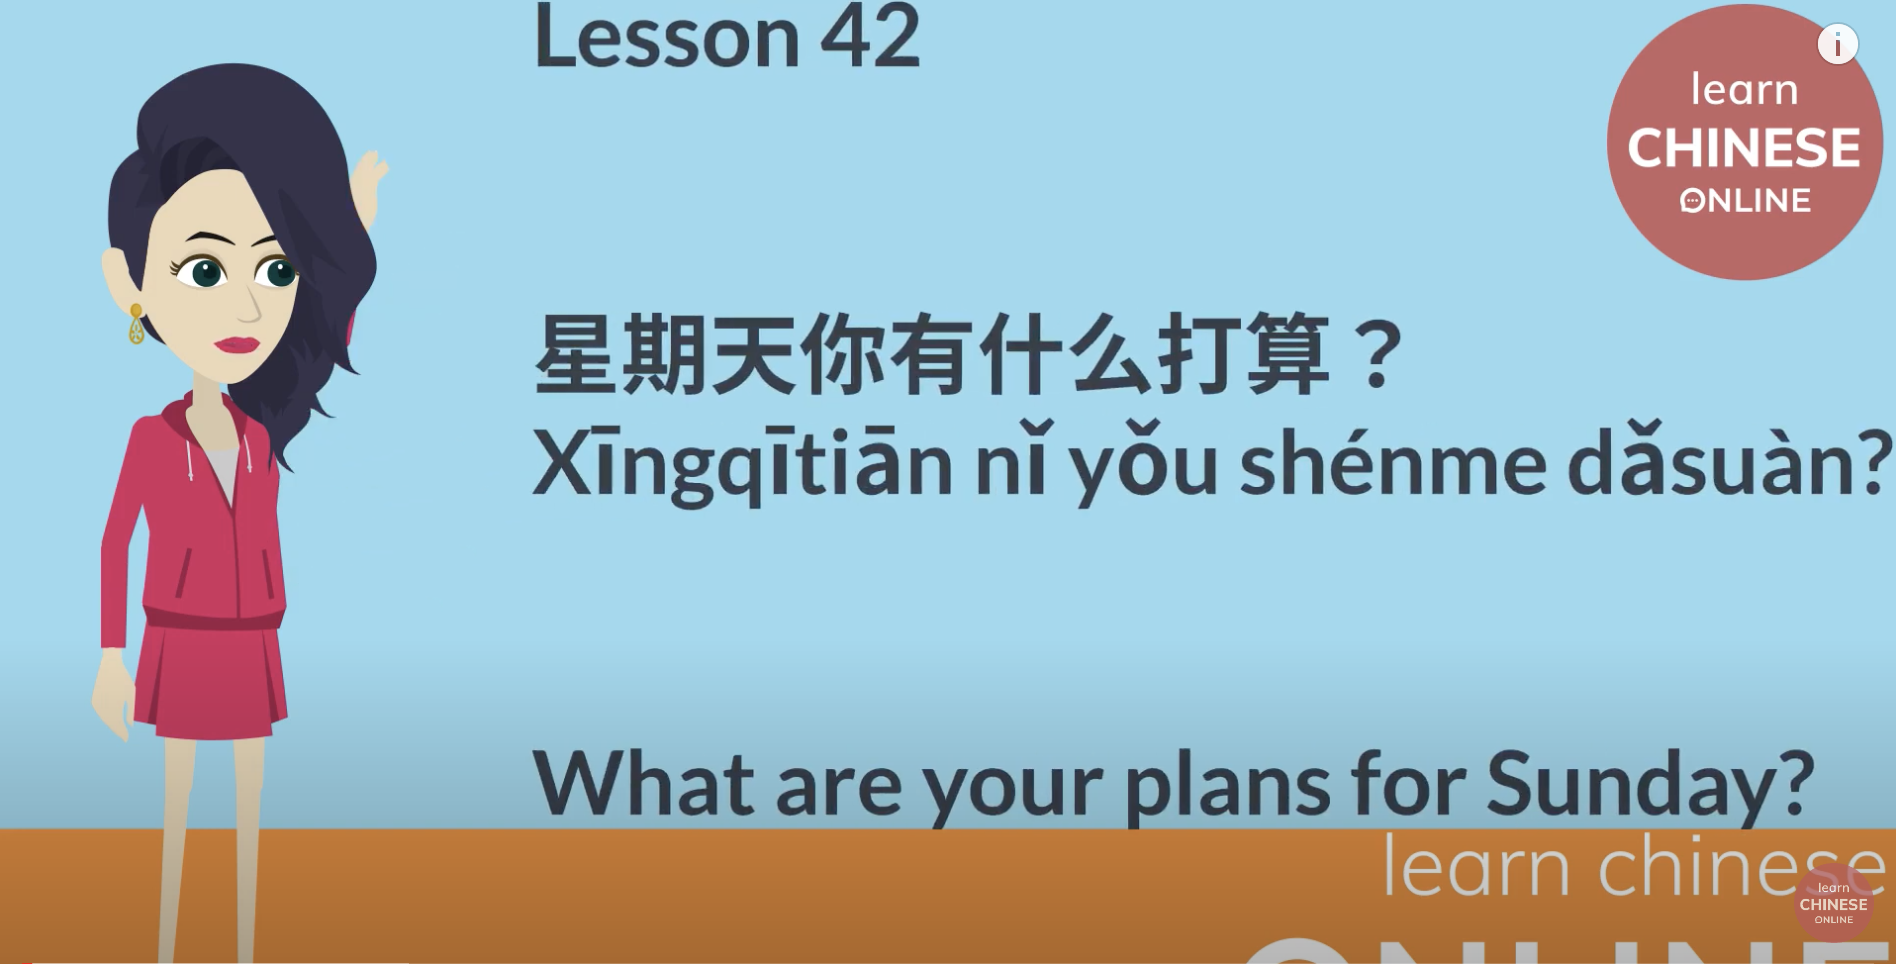 Lesson 42
learn
CHINESE
ONLINE
星期天你有什么打算？
Xīngqītiān nǐ yǒu shénme dǎsuàn?
What are your plans for Sunday?
learn chinese
ONLINE
learn
CHINESE
ONLINE